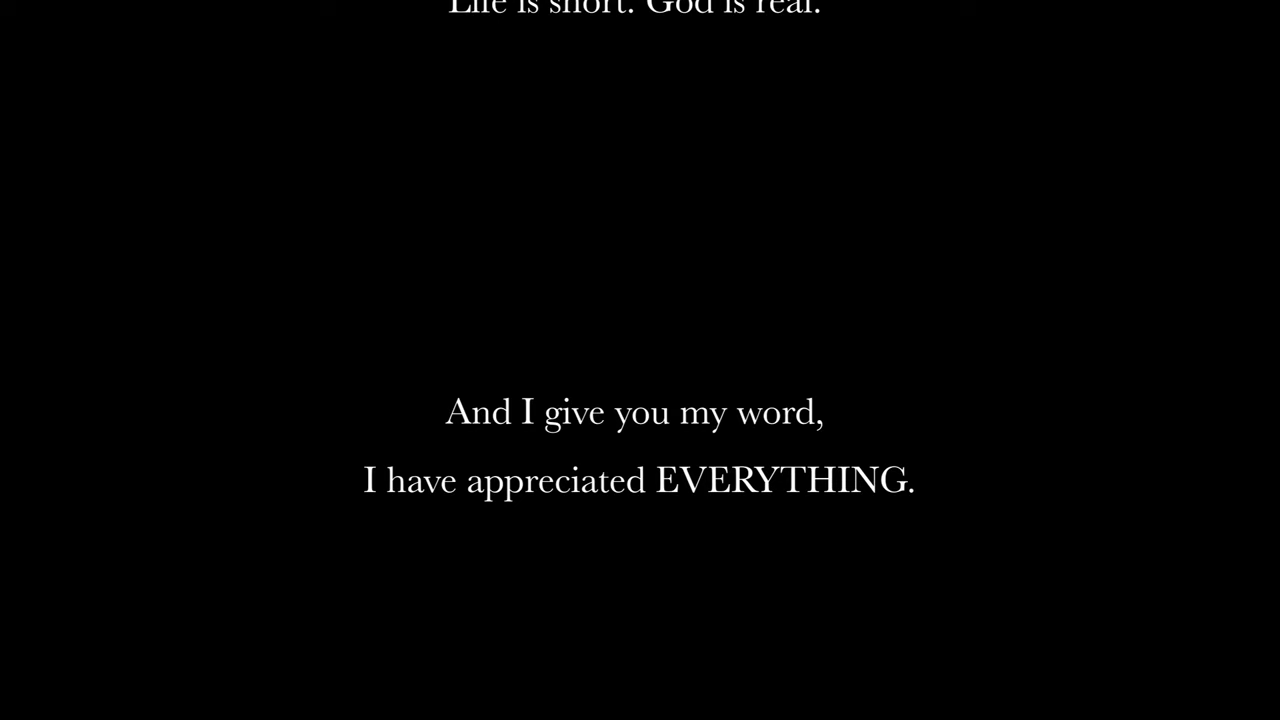 Life is short. God is real.
And I give you my word,
I have appreciated EVERYTHING.